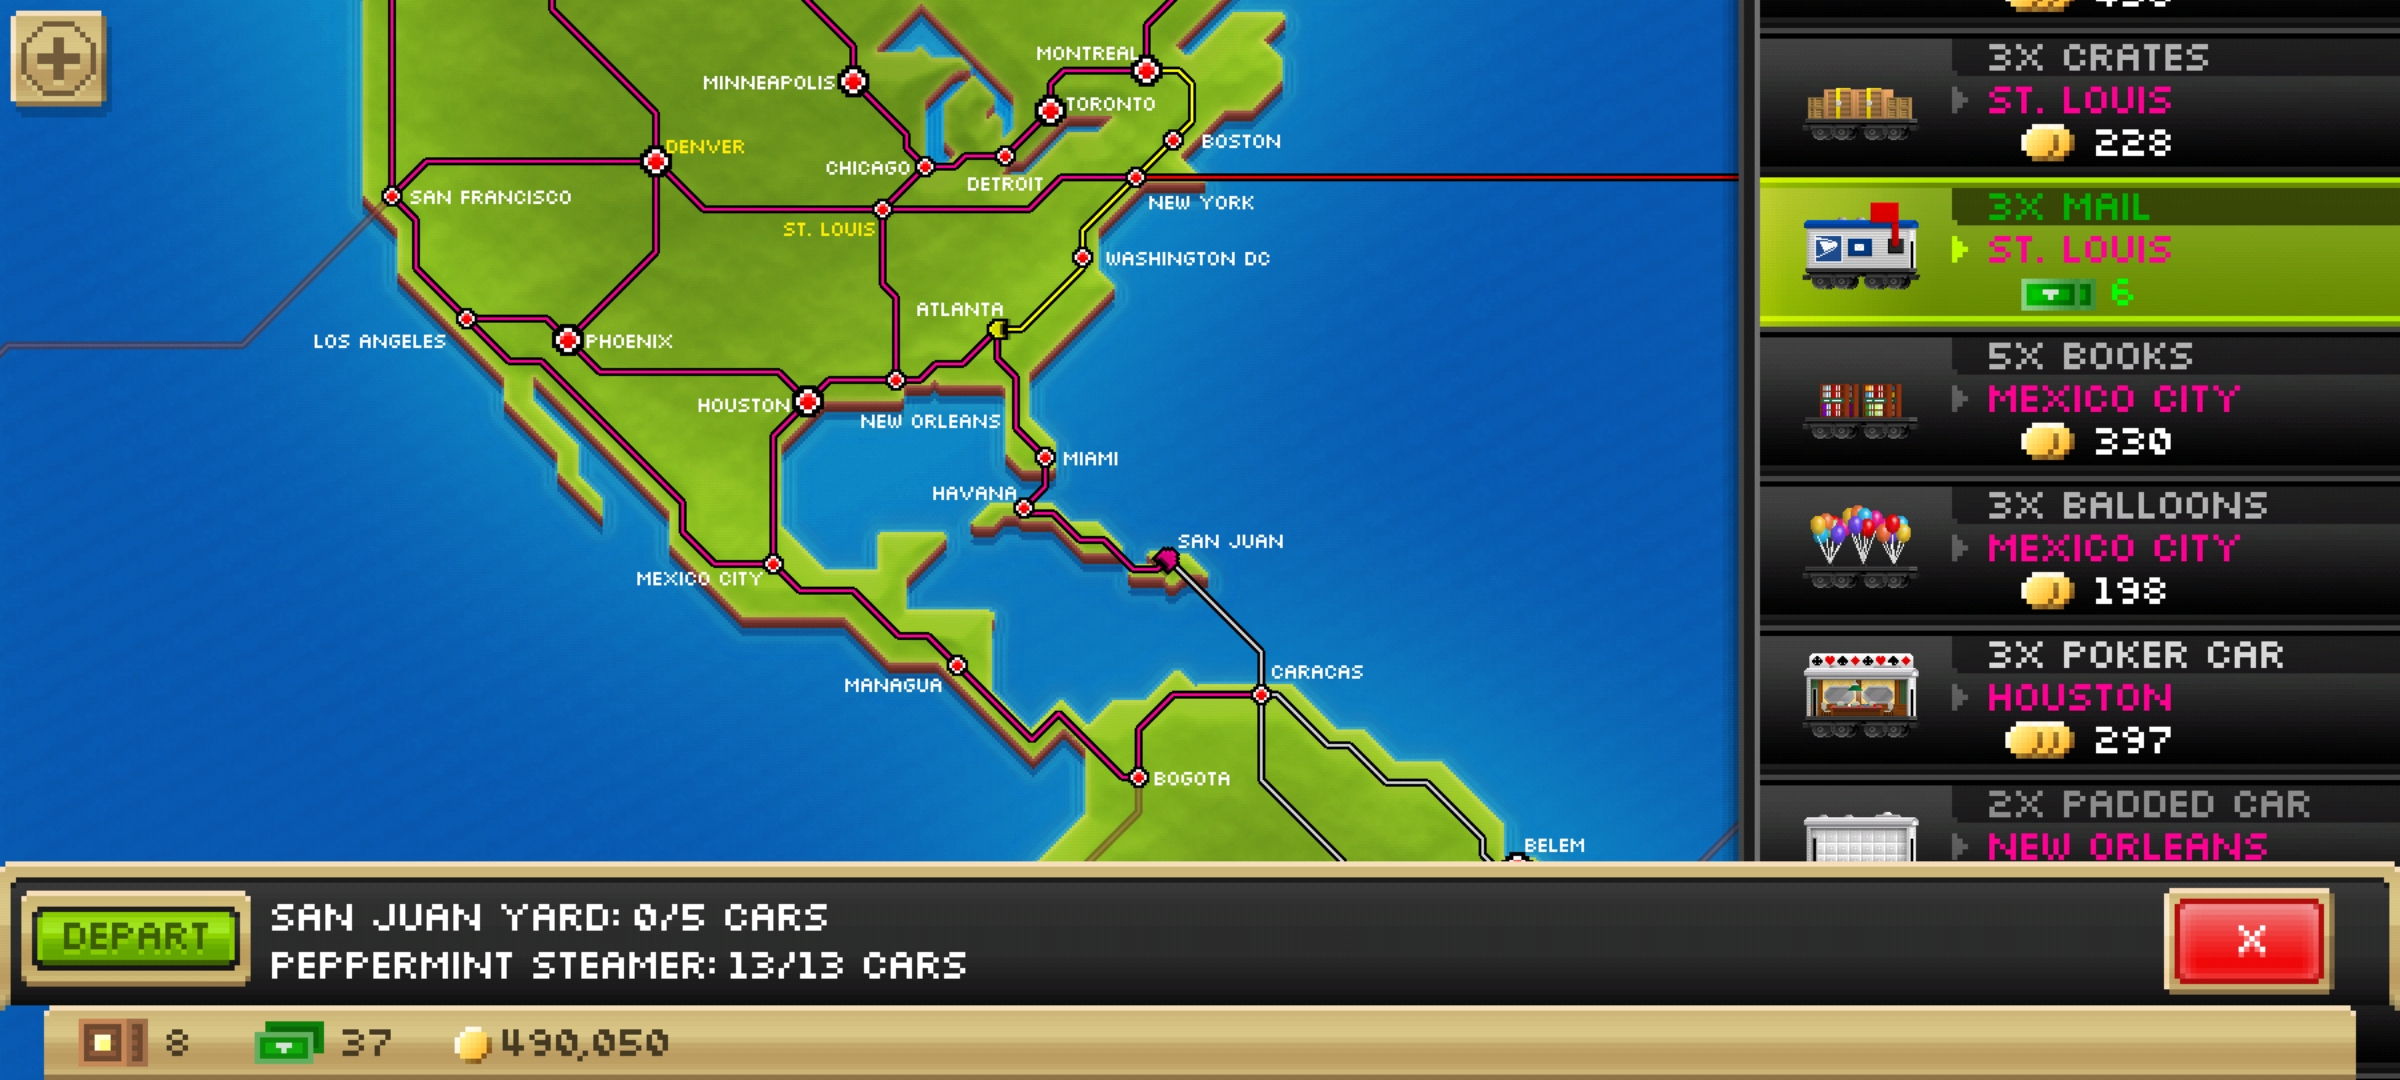 MONTREAL
MINNEAPOLIS
TORONTO
DENVER
BOSTON
CHICAGO
DETROIT
SAN FRANCISCO
NEW YORK
ST. LOUIS
WASHINGTON DC
ATLANTA
LOS ANGELES
PHOENIX
HOUSTON
NEW ORLEANS
MIAMI
HAVANA
SAN JUAN
MEXICO CITY
CARACAS
MANAGUA
BOGOTA
BELEM
3X CRATES
ST. LOUIS
228
3X MAIL
ST. LOUIS
6
5X BOOKS
MEXICO CITY
330
3X BALLOONS
MEXICO CITY
198
3X POKER CAR
HOUSTON
297
2X PADDED CAR
NEW ORLEANS
DEPART
SAN JUAN YARD: 0/5 CARS
PEPPERMINT STEAMER: 13/13 CARS
X
8
37
490,050